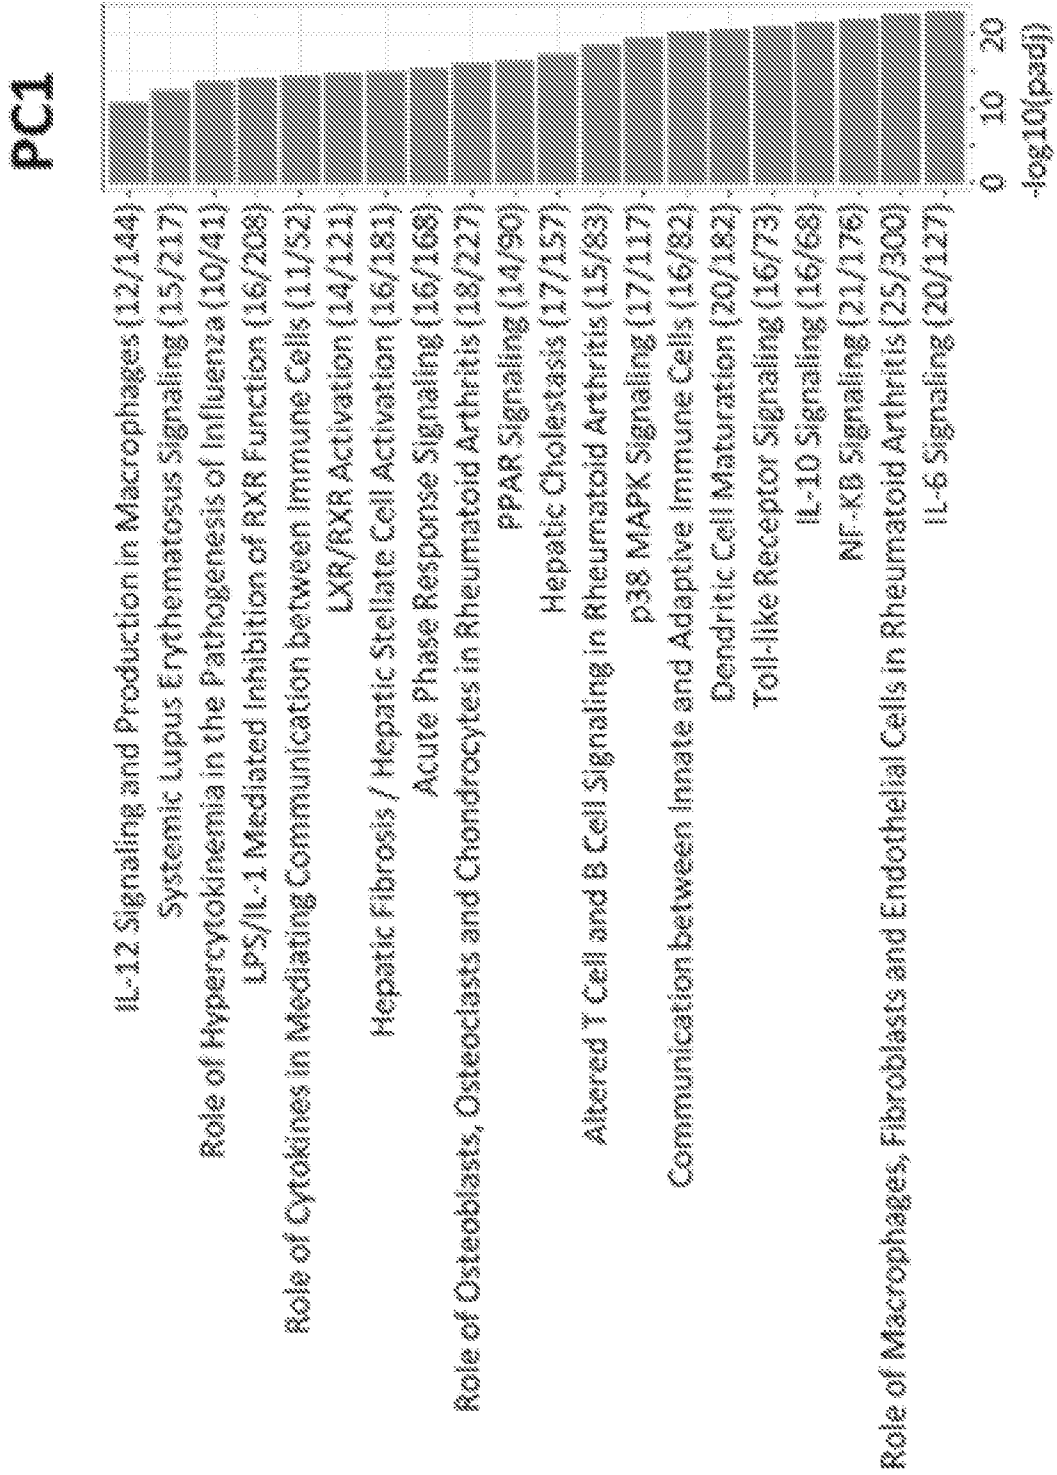 PC1
IL-12 Signaling and Production in Macrophages (12/144)
Systemic Lupus Erythematosus Signaling (15/217)
Role of Hypercytokinemia in the Pathogenesis of Influenza (10/41)
LPS/IL-1 Mediated Inhibition of RXR Function (16/208)
Role of Cytokines in Mediating Communication between Immune Cells (11/52)
LXR/RXR Activation (14/121)
Hepatic Fibrosis / Hepatic Stellate Cell Activation (16/181)
Acute Phase Response Signaling (16/168)
Role of Osteoblasts, Osteoclasts and Chondrocytes in Rheumatoid Arthritis (18/227)
PPAR Signaling (14/90)
Hepatic Cholestasis (17/157)
Altered T Cell and B Cell Signaling in Rheumatoid Arthritis (15/83)
p38 MAPK Signaling (17/117)
Communication between Innate and Adaptive Immune Cells (16/82)
Dendritic Cell Maturation (20/182)
Toll-like Receptor Signaling (16/73)
IL-10 Signaling (16/68)
NF-KB Signaling (21/176)
Role of Macrophages, Fibroblasts and Endothelial Cells in Rheumatoid Arthritis (25/300)
IL-6 Signaling (20/127)
0 10 20
-log10(padj)